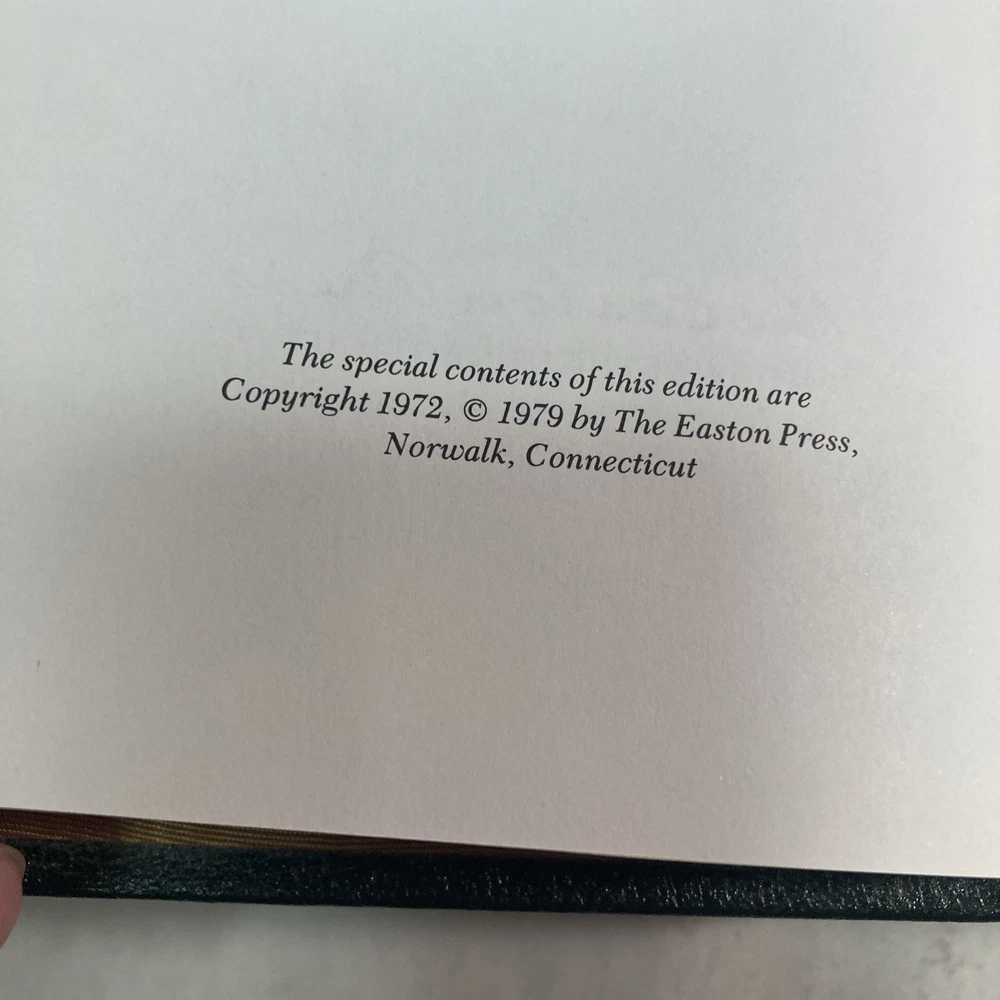 The special contents of this edition are
Copyright 1972, © 1979 by The Easton Press,
Norwalk, Connecticut